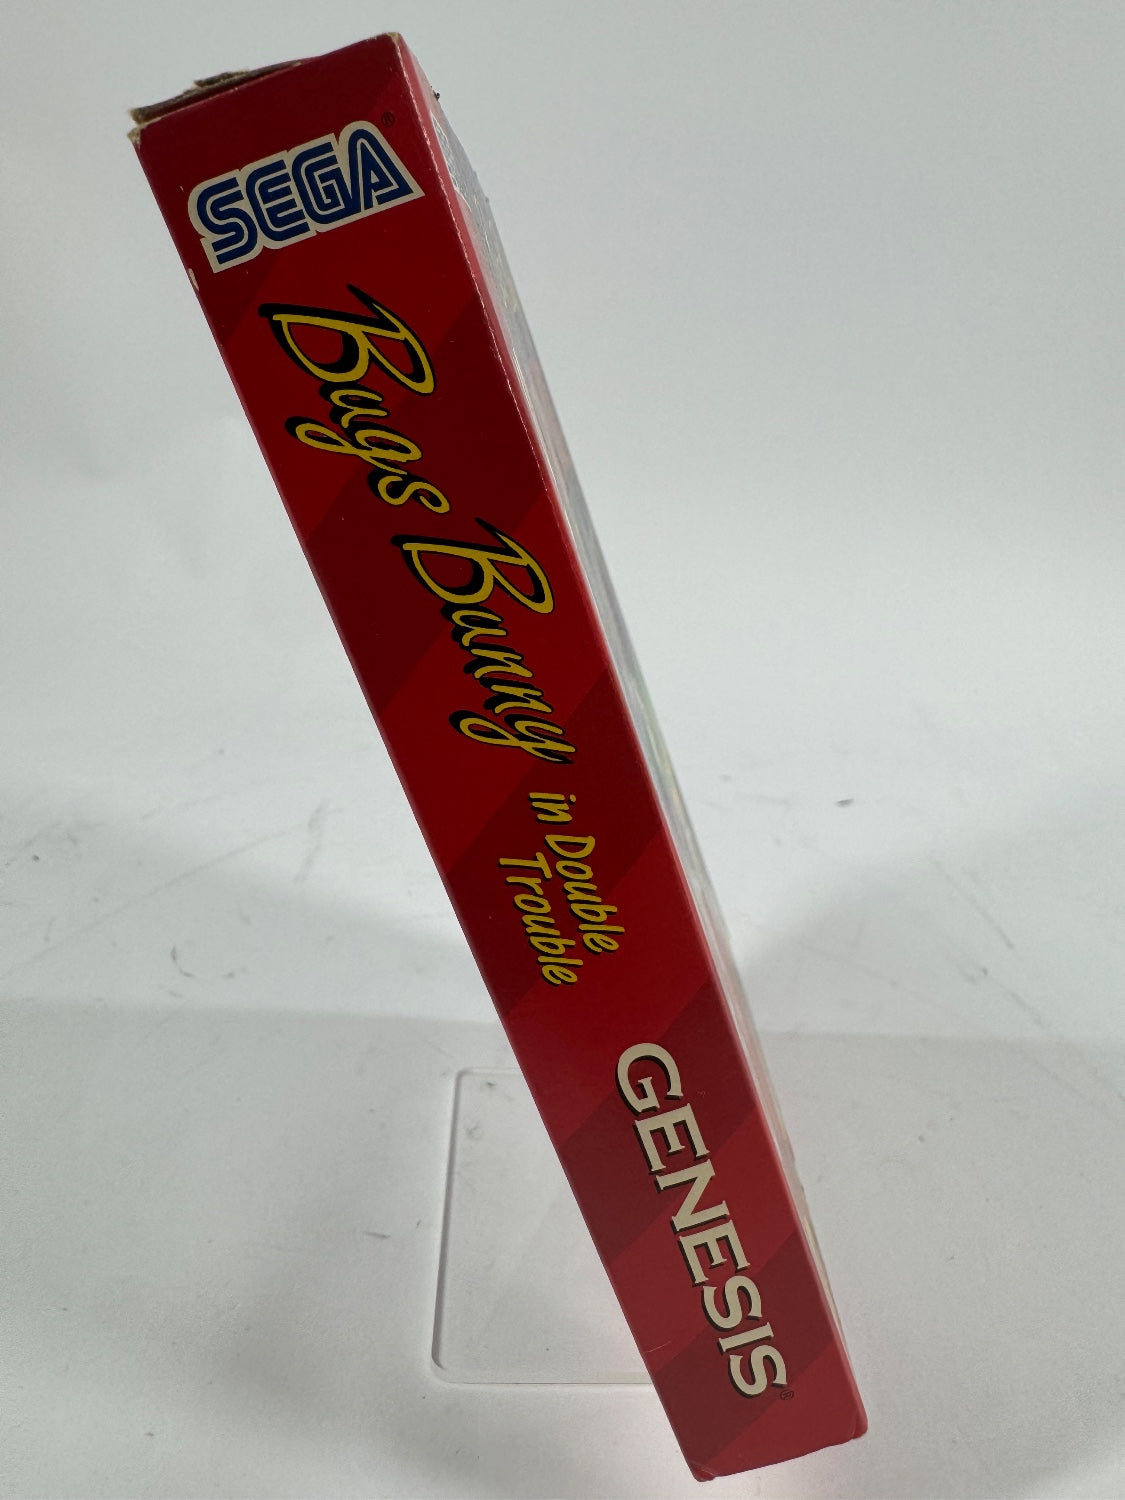 SEGA®
Bugs Bunny
in Double
Trouble
GENESIS